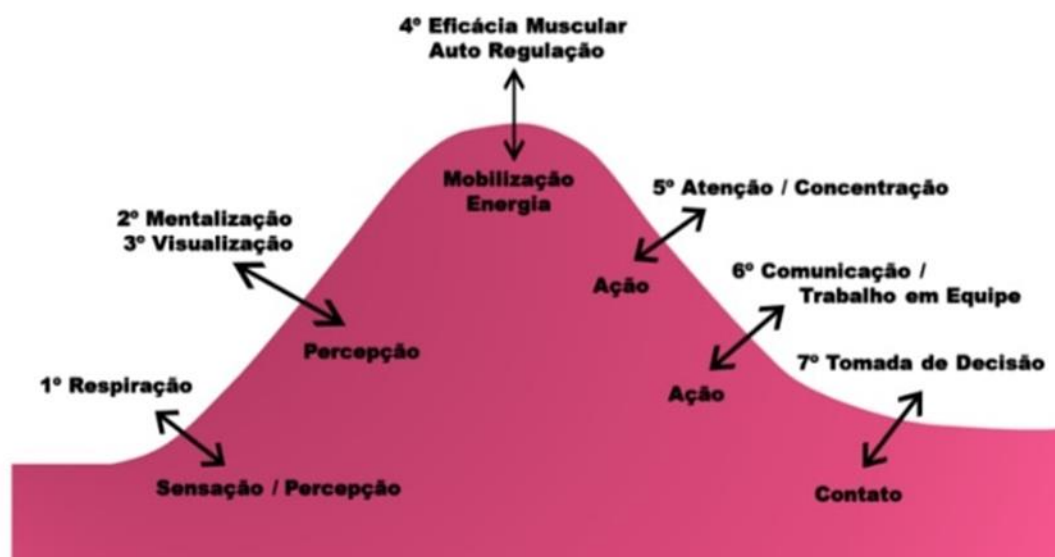 4º Eficácia Muscular
Auto Regulação
Mobilização
Energia
5º Atenção / Concentração
2º Mentalização
3º Visualização
6º Comunicação /
Trabalho em Equipe
Ação
Percepção
7º Tomada de Decisão
1º Respiração
Ação
Sensação / Percepção
Contato